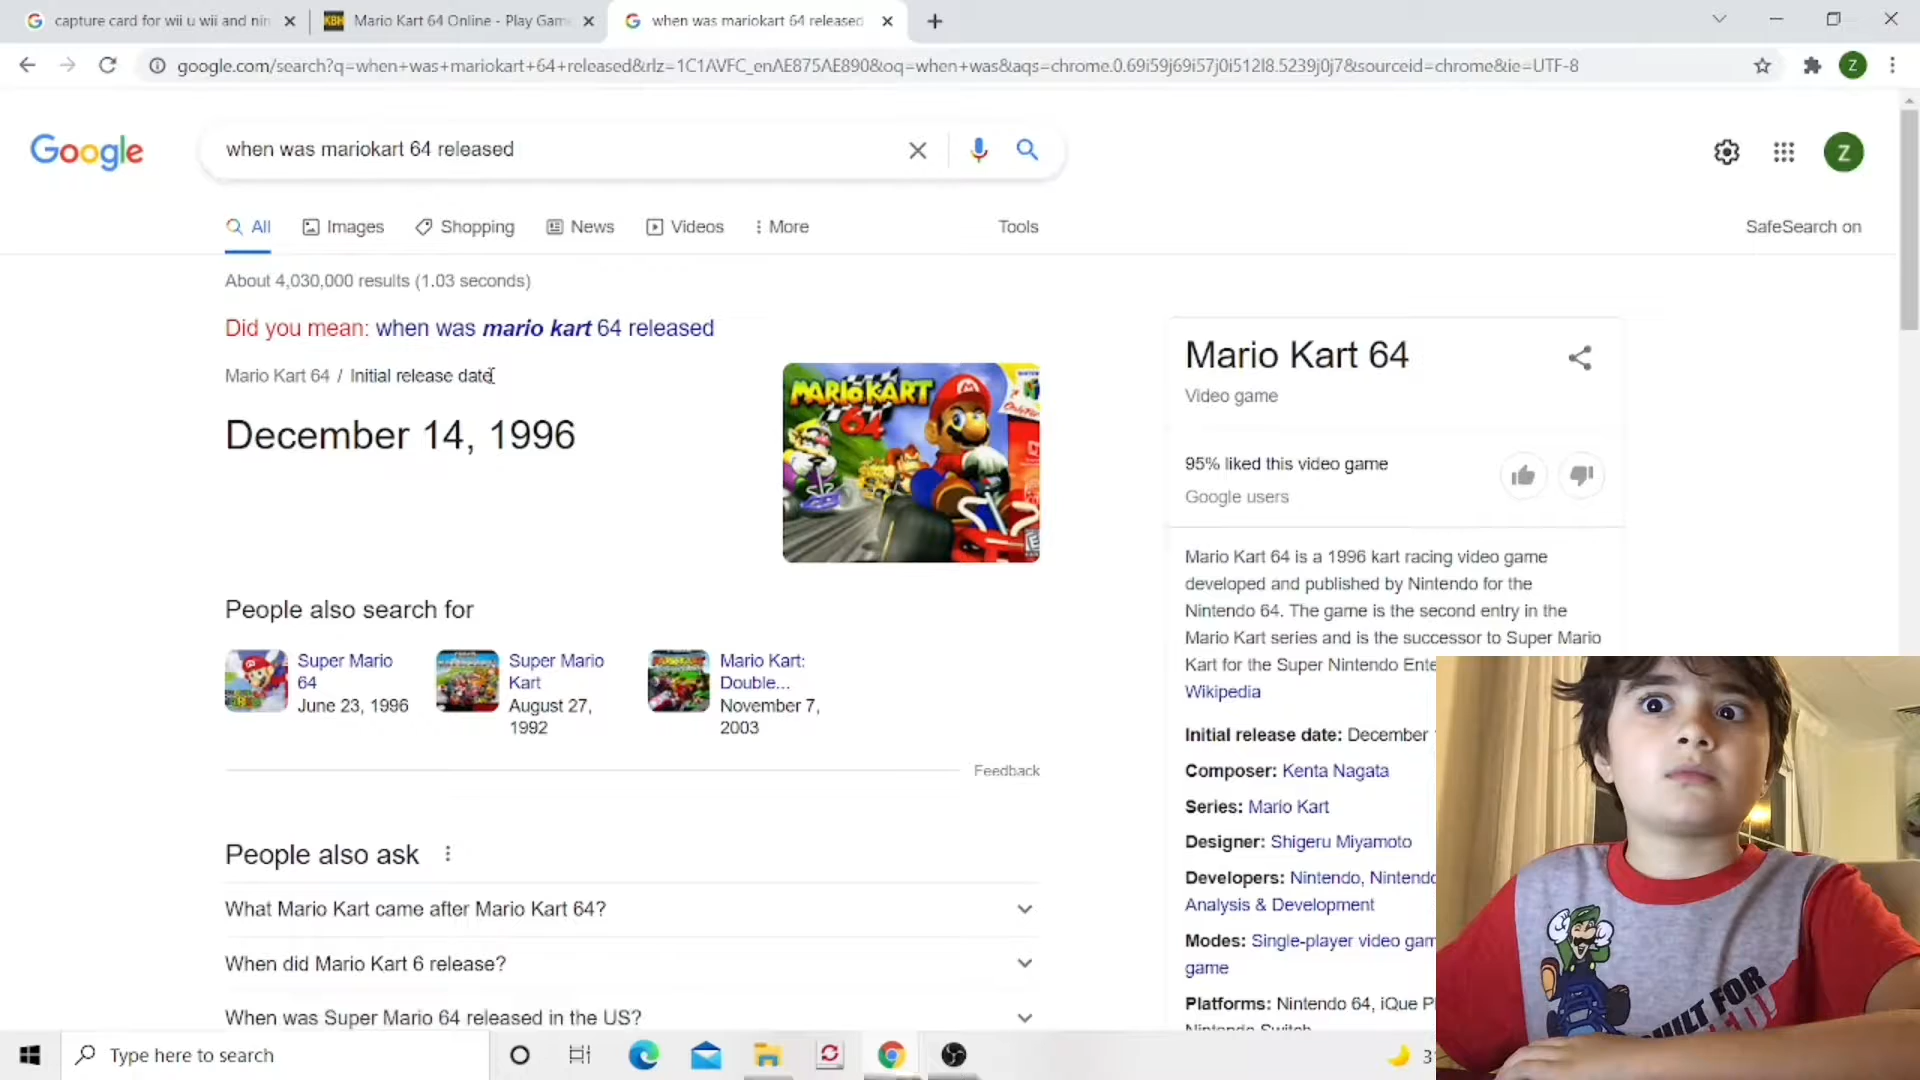 capture card for wii u wii and nin
Mario Kart 64 Online - Play Gam
when was mariokart 64 released
google.com/search?q=when+was+mariokart+64+released&rlz=1C1AVFC_enAE875AE890&oq=when+was&aqs=chrome.0.69i59j69i57j0i512l8.5239j0j7&sourceid=chrome&ie=UTF-8
Z
Google
when was mariokart 64 released
Z
All
Images
Shopping
News
Videos
More
Tools
SafeSearch on
About 4,030,000 results (1.03 seconds)
Did you mean: when was mario kart 64 released
Mario Kart 64 / Initial release date
December 14, 1996
MARIOKART
64
People also search for
Super Mario
64
June 23, 1996
Super Mario
Kart
August 27,
1992
Mario Kart:
Double...
November 7,
2003
Feedback
People also ask
What Mario Kart came after Mario Kart 64?
When did Mario Kart 6 release?
When was Super Mario 64 released in the US?
Mario Kart 64
Video game
95% liked this video game
Google users
Mario Kart 64 is a 1996 kart racing video game
developed and published by Nintendo for the
Nintendo 64. The game is the second entry in the
Mario Kart series and is the successor to Super Mario
Kart for the Super Nintendo Ente
Wikipedia
Initial release date: December
Composer: Kenta Nagata
Series: Mario Kart
Designer: Shigeru Miyamoto
Developers: Nintendo, Nintendo
Analysis & Development
Modes: Single-player video gam
game
Platforms: Nintendo 64, iQue P
Nintendo Switch
BUILT FOR
Type here to search